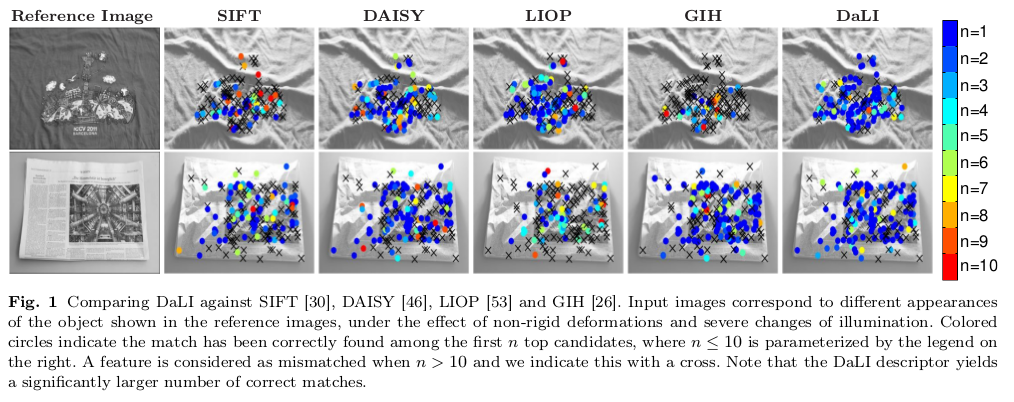 Reference Image SIFT DAISY LIOP GIH DaLI
ICCV 2011
n=1
n=2
n=3
n=4
n=5
n=6
n=7
n=8
n=9
n=10
Fig. 1 Comparing DaLI against SIFT [30], DAISY [46], LIOP [53] and GIH [26]. Input images correspond to different appearances
of the object shown in the reference images, under the effect of non-rigid deformations and severe changes of illumination. Colored
circles indicate the match has been correctly found among the first n top candidates, where n ≤ 10 is parameterized by the legend on
the right. A feature is considered as mismatched when n > 10 and we indicate this with a cross. Note that the DaLI descriptor yields
a significantly larger number of correct matches.